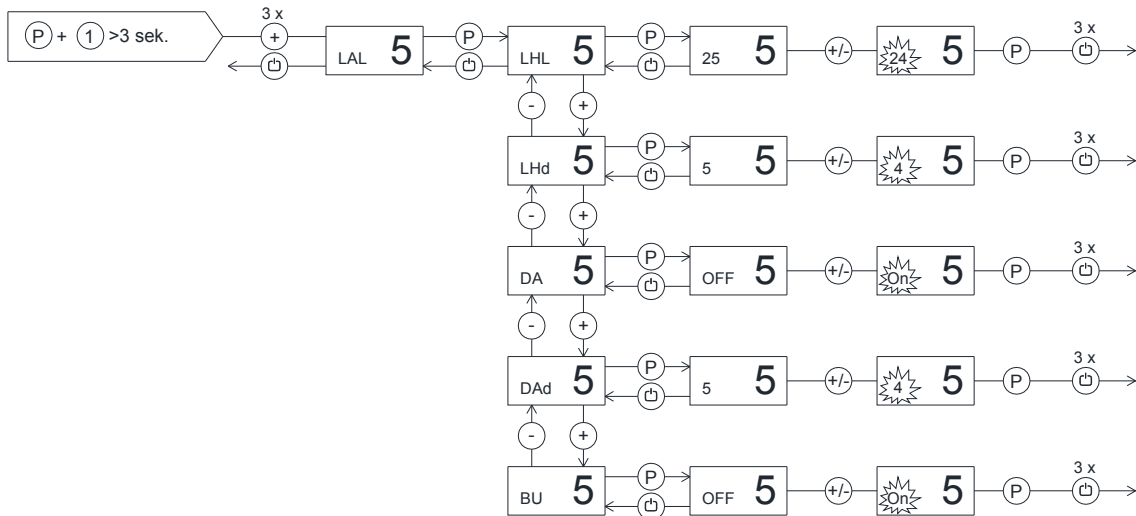 3 x
P + 1 >3 sek. + LAL 5 P LHL 5 P 25 5 +/- 24 5 P 3 x
- +
LHd 5 P 5 5 +/- 4 5 P 3 x
- +
DA 5 P OFF 5 +/- On 5 P 3 x
- +
DAd 5 P 5 5 +/- 4 5 P 3 x
- +
BU 5 P OFF 5 +/- On 5 P 3 x